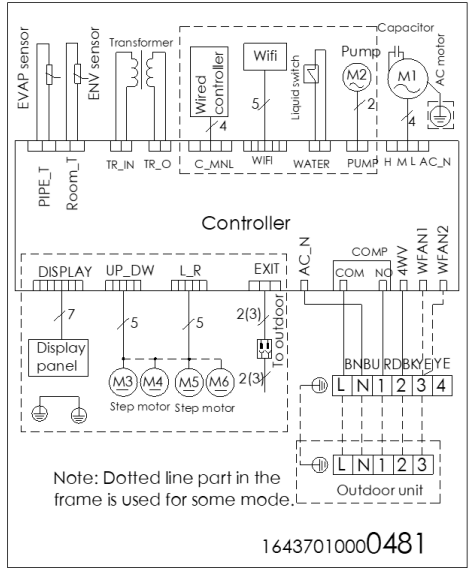 EVAP sensor
ENV sensor
Transformer
Wired controller
4
Wifi
5
Liquid switch
Pump
M2
2
Capacitor
M1
4
AC motor
PIPE_T
Room_T
TR_IN
TR_O
C_MNL
WIFI
WATER
PUMP
H M L AC_N
Controller
DISPLAY
UP_DW
L_R
EXIT
AC_N
COMP
COM
NO
4WV
WFAN1
WFAN2
7
5
5
2(3)
To outdoor
2(3)
Display
panel
M3
M4
M5
M6
Step motor
Step motor
BN
BU
RD
BK
YE
YE
L N 1 2 3 4
L N 1 2 3
Outdoor unit
Note: Dotted line part in the
frame is used for some mode.
16437010000481